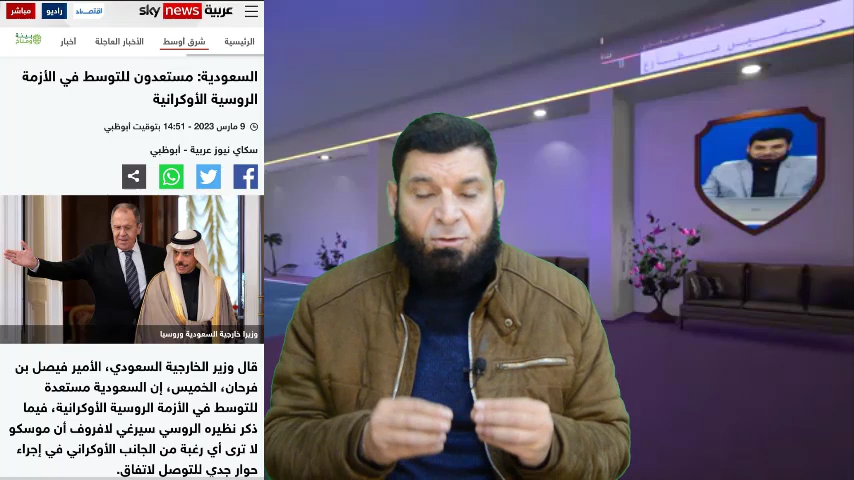 مباشر
راديو
اقتصاد
sky news عربية
الرئيسية
شرق أوسط
الأخبار العاجلة
أخبار
السعودية: مستعدون للتوسط في الأزمة
الروسية الأوكرانية
9 مارس 2023 - 14:51 بتوقيت أبوظبي
سكاي نيوز عربية - أبوظبي
وزيرا خارجية السعودية وروسيا
قال وزير الخارجية السعودي، الأمير فيصل بن
فرحان، الخميس، إن السعودية مستعدة
للتوسط في الأزمة الروسية الأوكرانية، فيما
ذكر نظيره الروسي سيرغي لافروف أن موسكو
لا ترى أي رغبة من الجانب الأوكراني في إجراء
حوار جدي للتوصل لاتفاق.